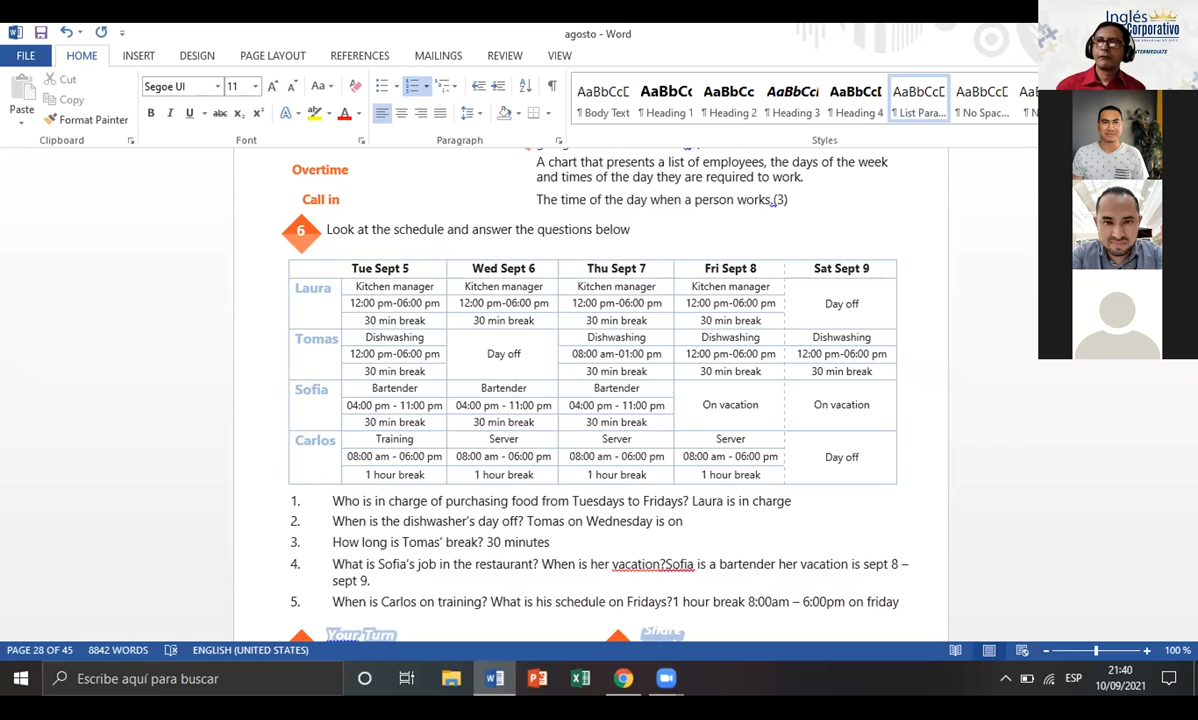 agosto - Word
FILE HOME INSERT DESIGN PAGE LAYOUT REFERENCES MAILINGS REVIEW VIEW
Inglés
Corporativo
INTERMEDIATE
Paste
Cut
Copy
Format Painter
Clipboard
Segoe UI 11
Font
Paragraph
AaBbCcD AaBbCc AaBbCc AaBbCcI AaBbCcI AaBbCcD AaBbCcD
¶ Body Text ¶ Heading 1 ¶ Heading 2 ¶ Heading 3 ¶ Heading 4 ¶ List Para... ¶ No Spac...
Styles
Overtime
A chart that presents a list of employees, the days of the week
and times of the day they are required to work.
Call in
The time of the day when a person works.(3)
6 Look at the schedule and answer the questions below
Tue Sept 5 Wed Sept 6 Thu Sept 7 Fri Sept 8 Sat Sept 9
Laura Kitchen manager Kitchen manager Kitchen manager Kitchen manager Day off
12:00 pm-06:00 pm 12:00 pm-06:00 pm 12:00 pm-06:00 pm 12:00 pm-06:00 pm
30 min break 30 min break 30 min break 30 min break
Tomas Dishwashing Day off Dishwashing Dishwashing Dishwashing
12:00 pm-06:00 pm 08:00 am-01:00 pm 12:00 pm-06:00 pm 12:00 pm-06:00 pm
30 min break 30 min break 30 min break 30 min break
Sofia Bartender Bartender Bartender On vacation On vacation
04:00 pm - 11:00 pm 04:00 pm - 11:00 pm 04:00 pm - 11:00 pm
30 min break 30 min break 30 min break
Carlos Training Server Server Server Day off
08:00 am - 06:00 pm 08:00 am - 06:00 pm 08:00 am - 06:00 pm 08:00 am - 06:00 pm
1 hour break 1 hour break 1 hour break 1 hour break
1. Who is in charge of purchasing food from Tuesdays to Fridays? Laura is in charge
2. When is the dishwasher's day off? Tomas on Wednesday is on
3. How long is Tomas' break? 30 minutes
4. What is Sofia's job in the restaurant? When is her vacation?Sofia is a bartender her vacation is sept 8 –
sept 9.
5. When is Carlos on training? What is his schedule on Fridays?1 hour break 8:00am – 6:00pm on friday
Your Turn
Share
PAGE 28 OF 45 8842 WORDS ENGLISH (UNITED STATES) 100 %
Escribe aquí para buscar
ESP
21:40
10/09/2021